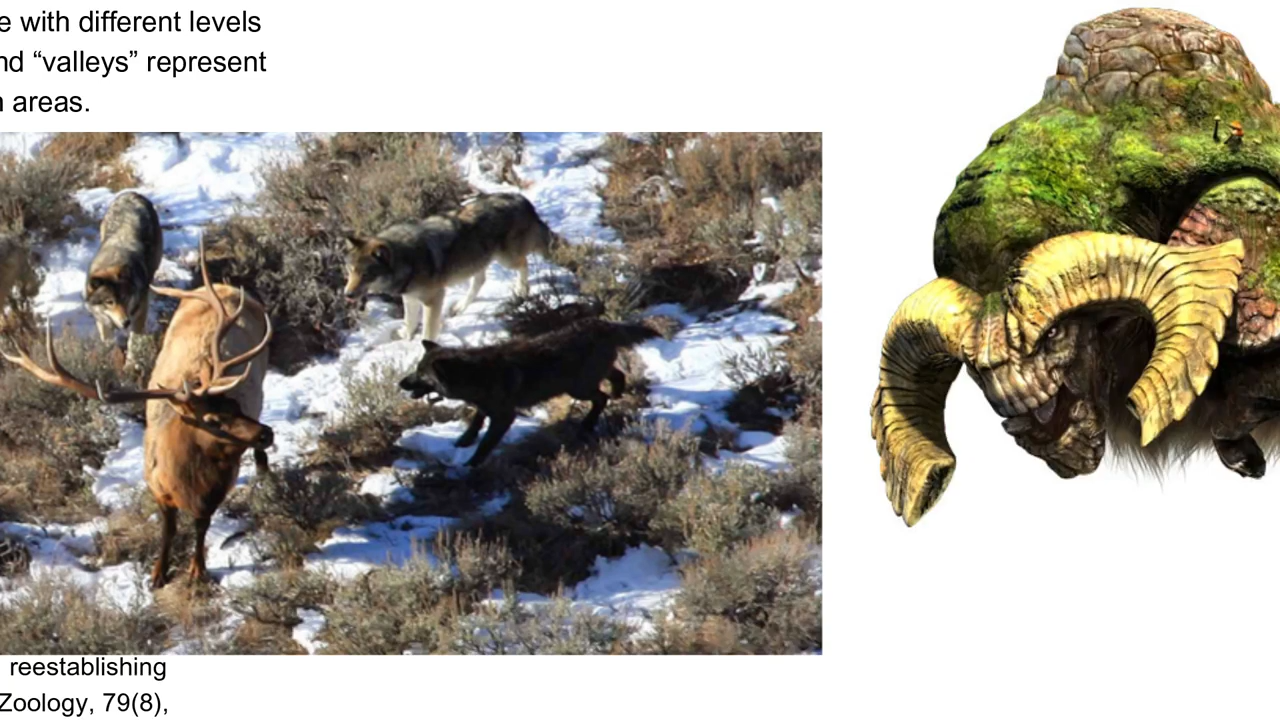 e with different levels
nd “valleys” represent
areas.
reestablishing
Zoology, 79(8),